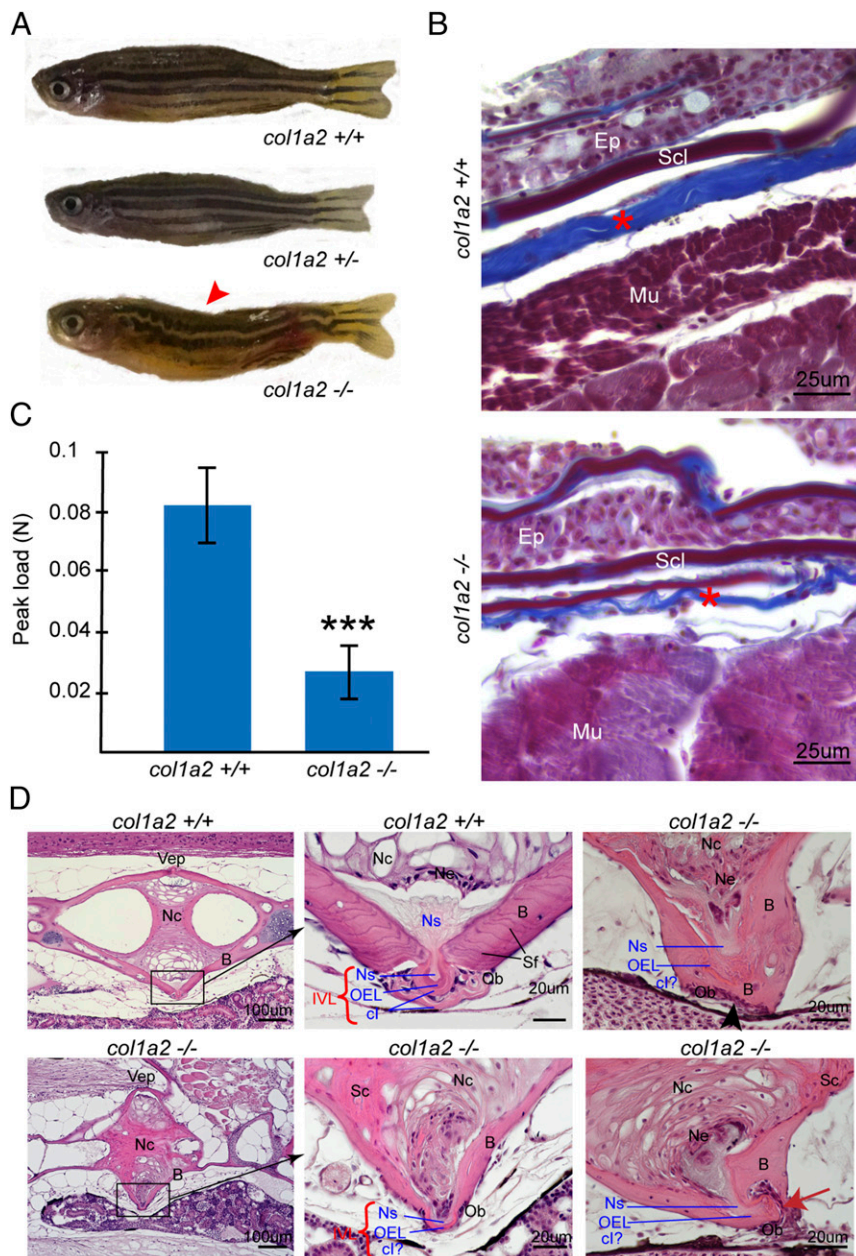 A
col1a2 +/+
col1a2 +/-
col1a2 -/-
B
col1a2 +/+
Ep
Scl
*
Mu
25um
col1a2 -/-
Ep
Scl
*
Mu
25um
C
Peak load (N)
0.1
0.08
0.06
0.04
0.02
***
col1a2 +/+
col1a2 -/-
D
col1a2 +/+
Vep
Nc
B
100um
col1a2 +/+
Nc
Ne
Ns
B
Sf
Ns
Ob
IVL
OEL
cl
20um
col1a2 -/-
Nc
Ne
B
Ns
OEL
cl?
Ob
B
20um
col1a2 -/-
Vep
Nc
B
100um
col1a2 -/-
Sc
Nc
B
Ob
Ns
IVL
OEL
cl?
20um
col1a2 -/-
Nc
Sc
Ne
B
Ns
OEL
cl?
Ob
20um